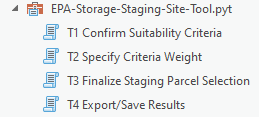 EPA-Storage-Staging-Site-Tool.pyt
T1 Confirm Suitability Criteria
T2 Specify Criteria Weight
T3 Finalize Staging Parcel Selection
T4 Export/Save Results